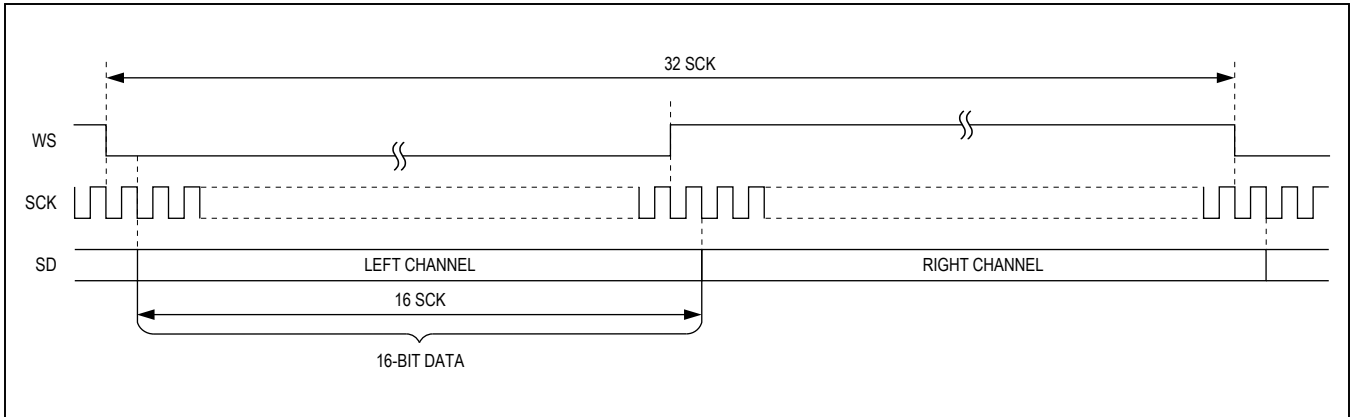 32 SCK
WS
SCK
SD
LEFT CHANNEL
RIGHT CHANNEL
16 SCK
16-BIT DATA